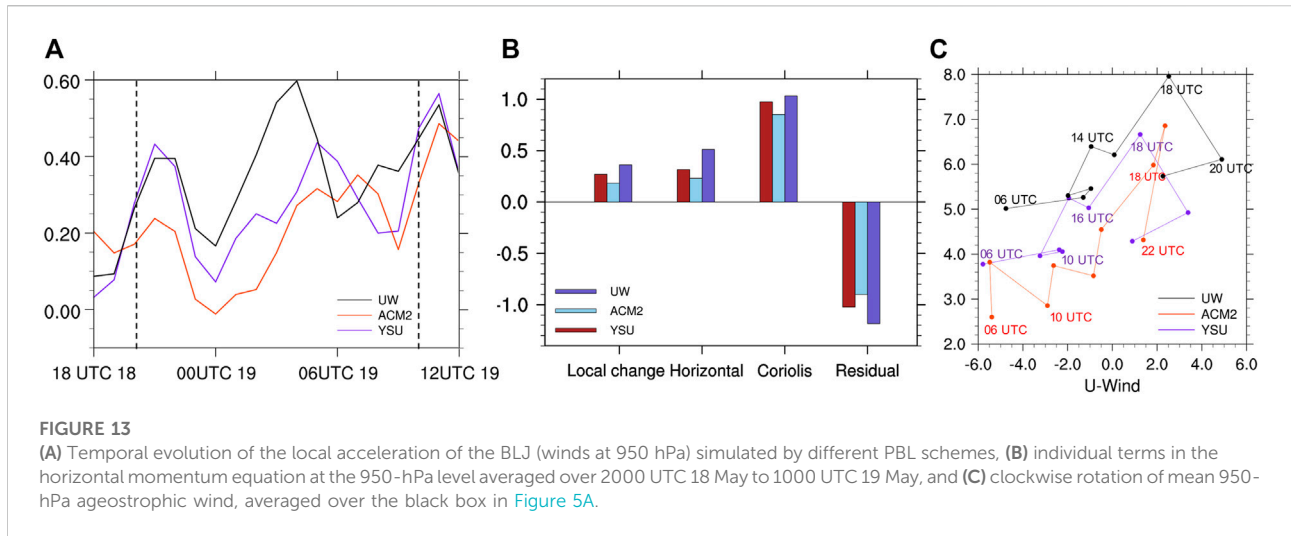 A
0.60
0.40
0.20
0.00
UW
ACM2
YSU
18 UTC 18
00UTC 19
06UTC 19
12UTC 19
B
1.0
0.5
0.0
-0.5
-1.0
UW
ACM2
YSU
Local change
Horizontal
Coriolis
Residual
C
8.0
7.0
6.0
5.0
4.0
3.0
2.0
18 UTC
14 UTC
18 UTC
20 UTC
18 UTC
06 UTC
16 UTC
06 UTC
10 UTC
22 UTC
10 UTC
06 UTC
UW
ACM2
YSU
-6.0 -4.0 -2.0 0.0 2.0 4.0 6.0
U-Wind
FIGURE 13
(A) Temporal evolution of the local acceleration of the BLJ (winds at 950 hPa) simulated by different PBL schemes, (B) individual terms in the
horizontal momentum equation at the 950-hPa level averaged over 2000 UTC 18 May to 1000 UTC 19 May, and (C) clockwise rotation of mean 950-
hPa ageostrophic wind, averaged over the black box in Figure 5A.